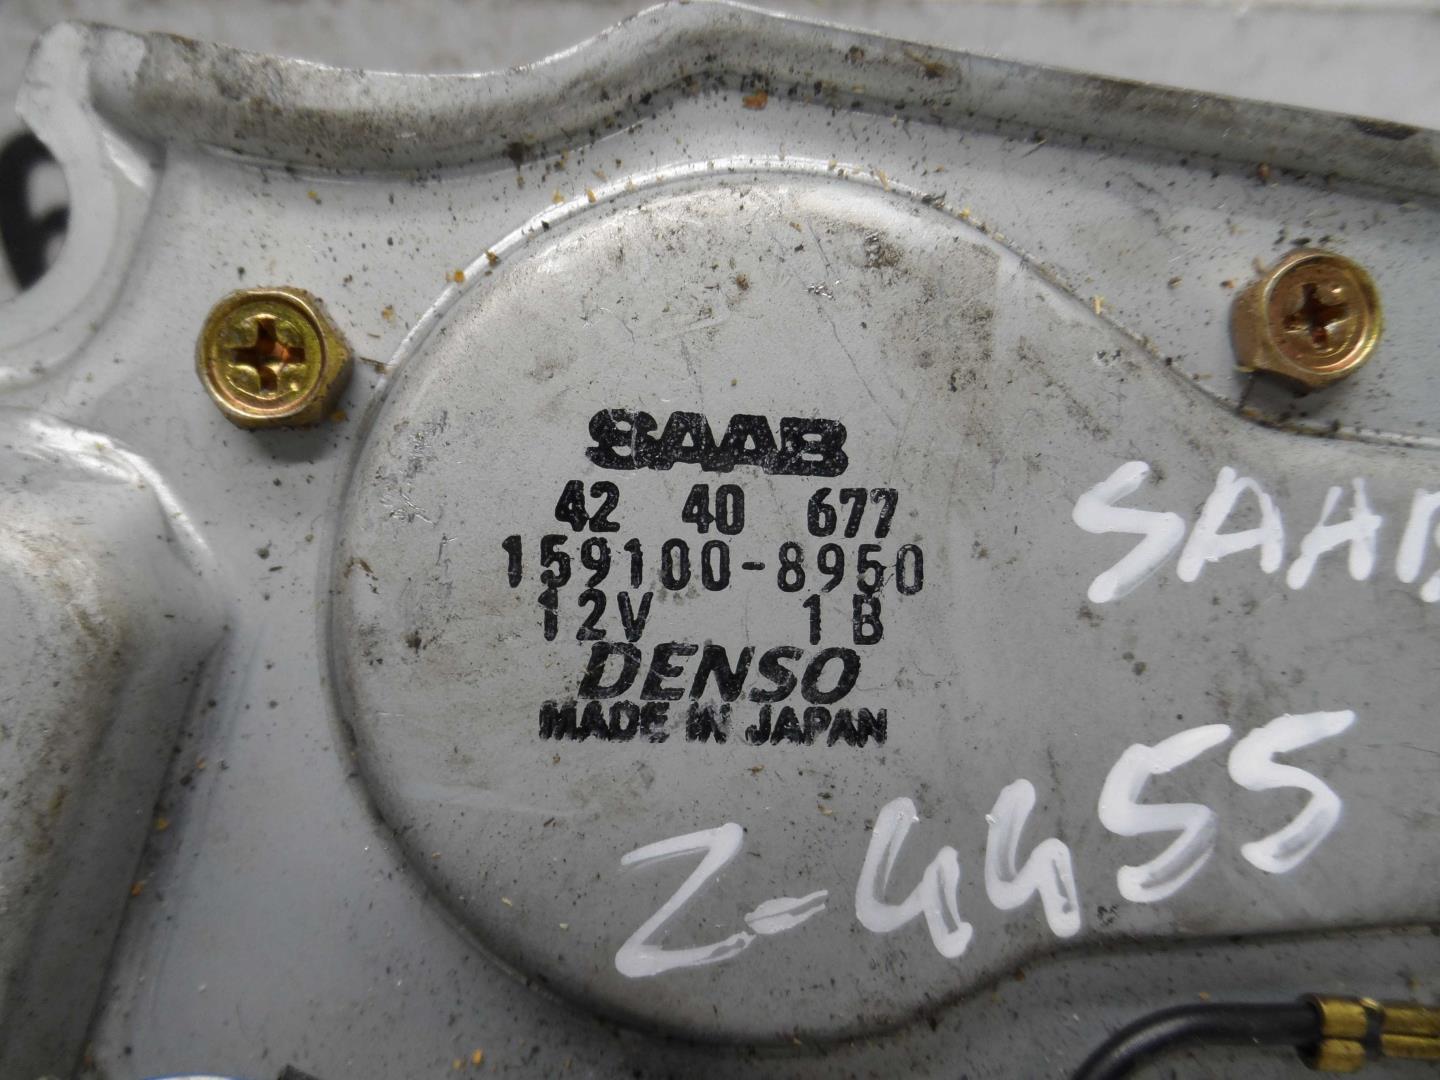 SAAB
42 40 677
159100-8950
12V 1B
DENSO
MADE IN JAPAN
SAAB
Z-4455